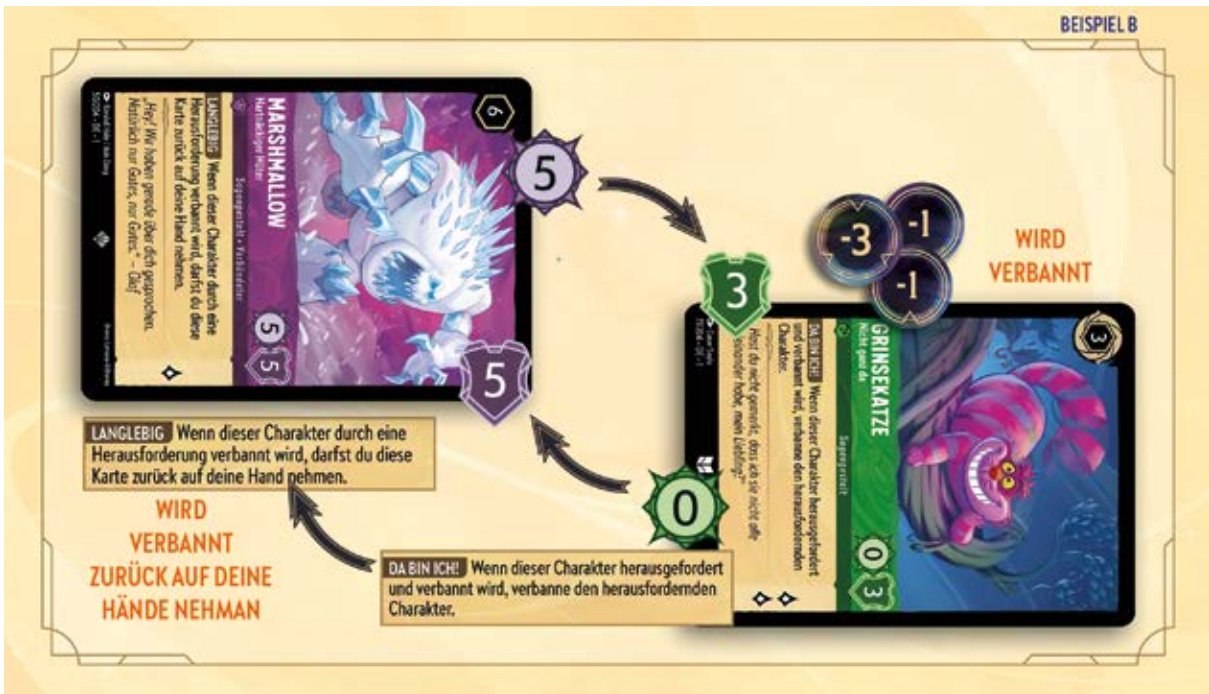 BEISPIEL B
6
MARSHMALLOW
Hartnäckiger Hüter
Sagengestalt • Verbündeter
5
5
LANGLEBIG Wenn dieser Charakter durch eine
Herausforderung verbannt wird, darfst du diese
Karte zurück auf deine Hand nehmen.
„Hey! Wir haben gerade über dich gesprochen.
Natürlich nur Gutes, nur Gutes.“ – Olaf
5
5
LANGLEBIG Wenn dieser Charakter durch eine
Herausforderung verbannt wird, darfst du diese
Karte zurück auf deine Hand nehmen.
WIRD
VERBANNT
ZURÜCK AUF DEINE
HÄNDE NEHMAN
DA BIN ICH! Wenn dieser Charakter herausgefordert
und verbannt wird, verbanne den herausfordernden
Charakter.
-3
-1
-1
WIRD
VERBANNT
3
0
3
GRINSEKATZE
Nicht ganz da
Sagengestalt
0
3
DA BIN ICH! Wenn dieser Charakter herausgefordert
und verbannt wird, verbanne den herausfordernden
Charakter.
Hast du nicht gemerkt, dass ich sie nicht alle
einander habe, mein Liebling?“